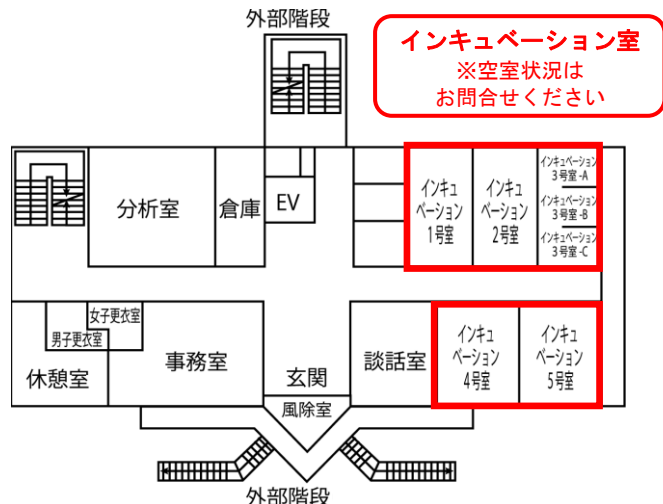 外部階段
インキュベーション室
※空室状況は
お問合せください
分析室
倉庫
EV
インキュ
ベーション
1号室
インキュ
ベーション
2号室
インキュベーション
3号室-A
インキュベーション
3号室-B
インキュベーション
3号室-C
女子更衣室
男子更衣室
休憩室
事務室
玄関
風除室
談話室
インキュ
ベーション
4号室
インキュ
ベーション
5号室
外部階段